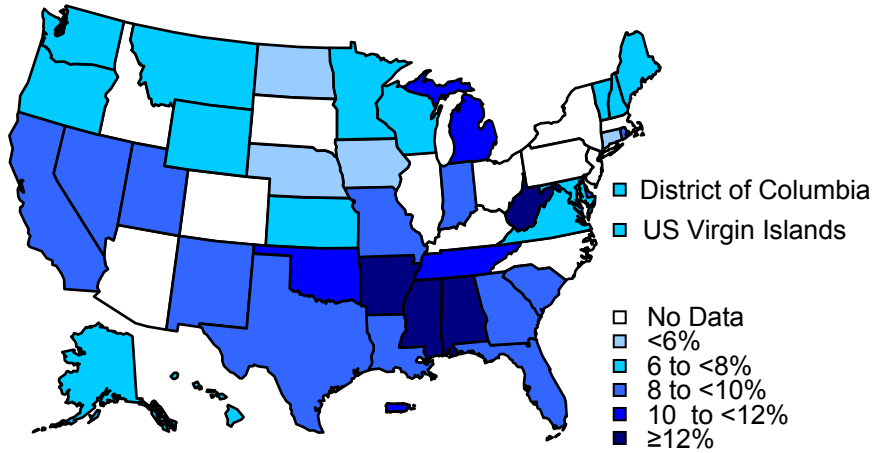 District of Columbia
US Virgin Islands
No Data
<6%
6 to <8%
8 to <10%
10  to <12%
≥12%